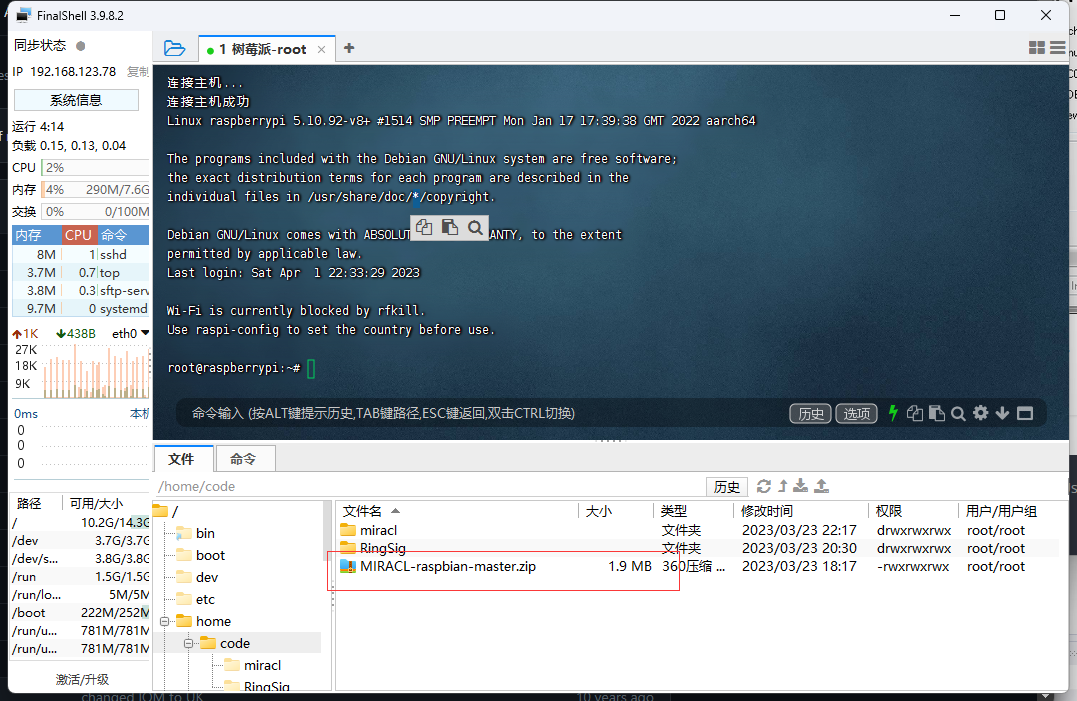 FinalShell 3.9.8.2
同步状态
IP 192.168.123.78 复制
系统信息
运行 4:14
负载 0.15, 0.13, 0.04
CPU 2%
内存 4% 290M/7.6G
交换 0% 0/100M
内存 CPU 命令
8M 1 sshd
3.7M 0.7 top
3.8M 0.3 sftp-serv
9.7M 0 systemd
1K 438B eth0
27K
18K
9K
0ms 本机
0
0
0
路径 可用/大小
/ 10.2G/14.3G
/dev 3.7G/3.7G
/dev/s... 3.8G/3.8G
/run 1.5G/1.5G
/run/lo... 5M/5M
/boot 222M/252M
/run/u... 781M/781M
/run/u... 781M/781M
激活/升级
1 树莓派-root
连接主机...
连接主机成功
Linux raspberrypi 5.10.92-v8+ #1514 SMP PREEMPT Mon Jan 17 17:39:38 GMT 2022 aarch64
The programs included with the Debian GNU/Linux system are free software;
the exact distribution terms for each program are described in the
individual files in /usr/share/doc/*/copyright.
Debian GNU/Linux comes with ABSOLUT ANTY, to the extent
permitted by applicable law.
Last login: Sat Apr  1 22:33:29 2023
Wi-Fi is currently blocked by rfkill.
Use raspi-config to set the country before use.
root@raspberrypi:~#
命令输入 (按ALT键提示历史,TAB键路径,ESC键返回,双击CTRL切换)
历史 选项
文件 命令
/home/code
历史
/
bin
boot
dev
etc
home
code
miracl
RingSig
文件名 大小 类型 修改时间 权限 用户/用户组
miracl 文件夹 2023/03/23 22:17 drwxrwxrwx root/root
RingSig 文件夹 2023/03/23 20:30 drwxrwxrwx root/root
MIRACL-raspbian-master.zip 1.9 MB 360压缩 ... 2023/03/23 18:17 -rwxrwxrwx root/root
changed IOM to UK
10 years ago